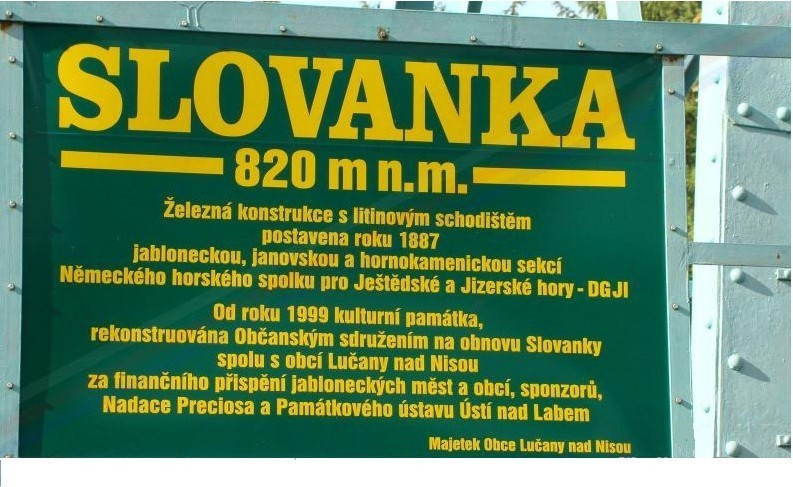 SLOVANKA
820 m n.m.
Železná konstrukce s litinovým schodištěm
postavena roku 1887
jabloneckou, janovskou a hornokamenickou sekcí
Německého horského spolku pro Ještědské a Jizerské hory - DGJI
Od roku 1999 kulturní památka,
rekonstruována Občanským sdružením na obnovu Slovanky
spolu s obcí Lučany nad Nisou
za finančního přispění jabloneckých měst a obcí, sponzorů,
Nadace Preciosa a Památkového ústavu Ústí nad Labem
Majetek Obce Lučany nad Nisou